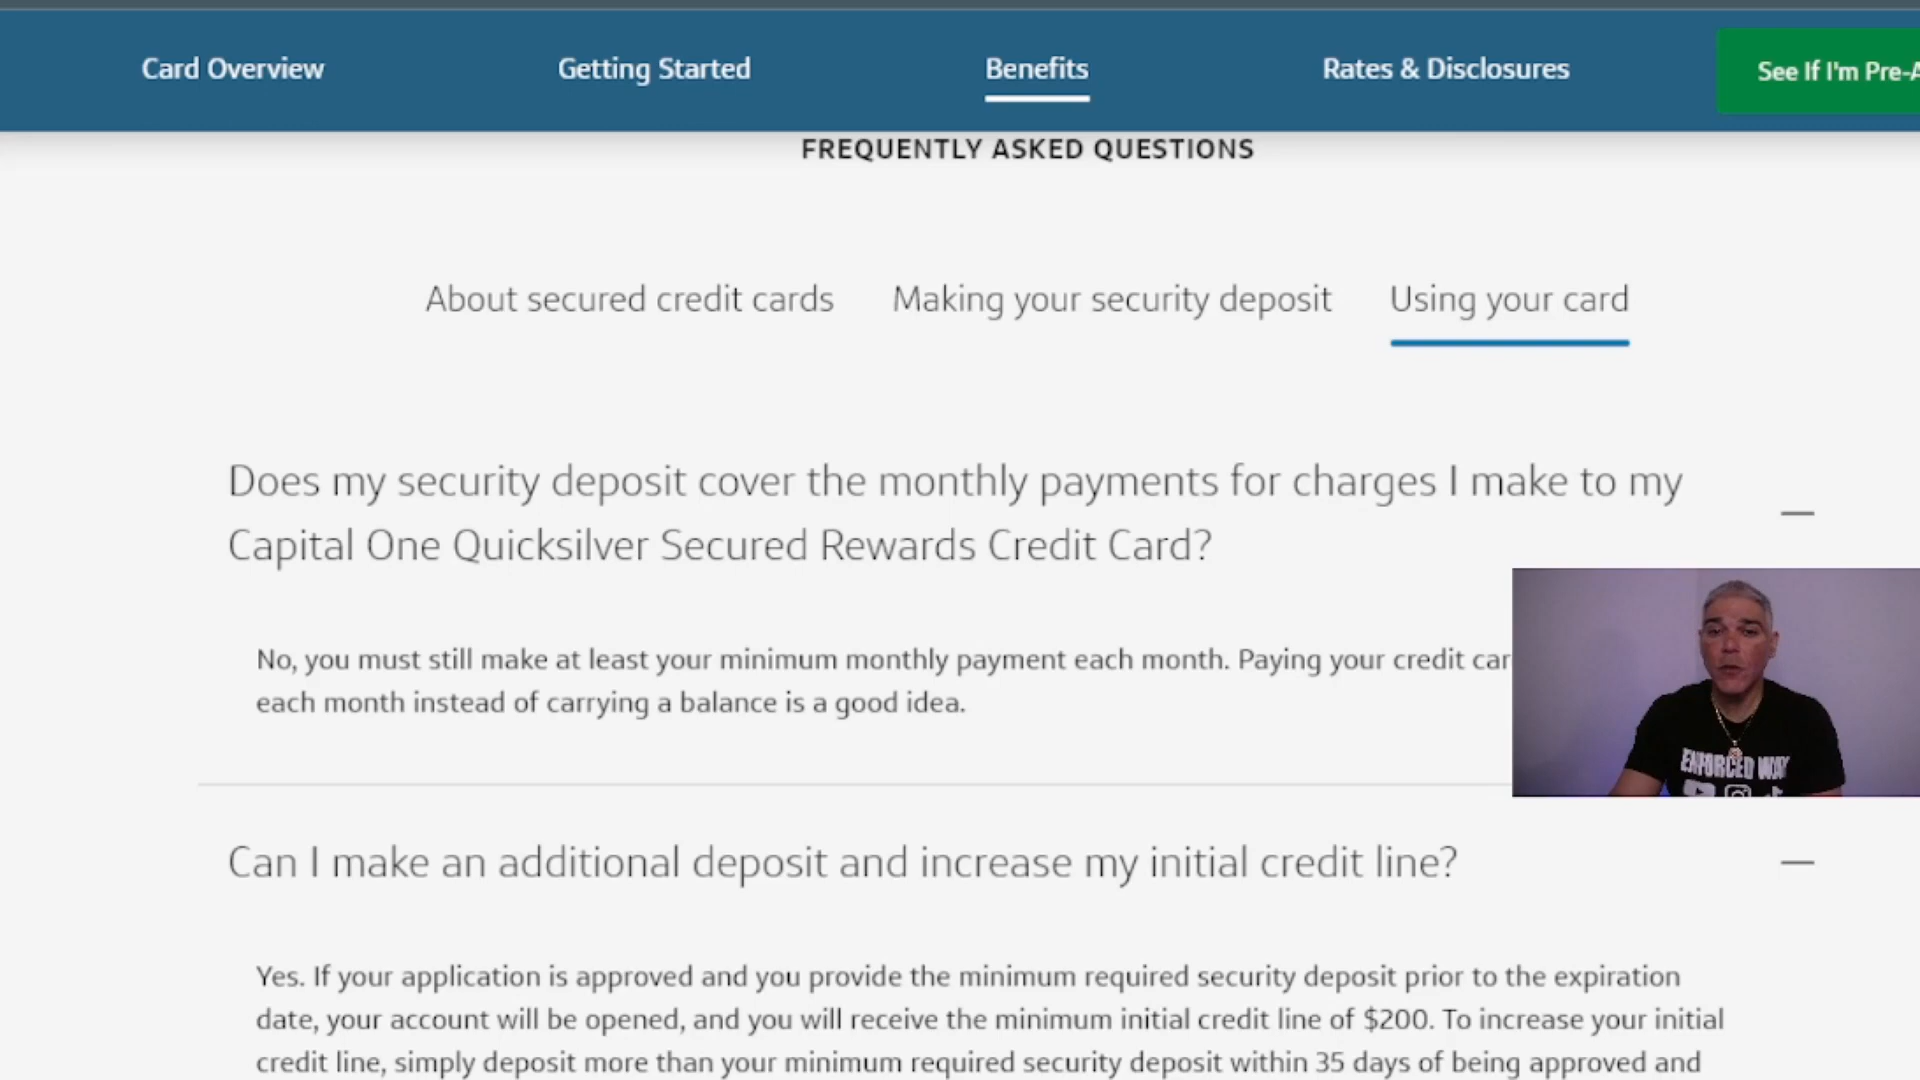 Card Overview
Getting Started
Benefits
Rates & Disclosures
See If I'm Pre-
FREQUENTLY ASKED QUESTIONS
About secured credit cards
Making your security deposit
Using your card
Does my security deposit cover the monthly payments for charges I make to my
Capital One Quicksilver Secured Rewards Credit Card?
No, you must still make at least your minimum monthly payment each month. Paying your credit car
each month instead of carrying a balance is a good idea.
ENFORCED WAY
Can I make an additional deposit and increase my initial credit line?
Yes. If your application is approved and you provide the minimum required security deposit prior to the expiration
date, your account will be opened, and you will receive the minimum initial credit line of $200. To increase your initial
credit line, simply deposit more than your minimum required security deposit within 35 days of being approved and